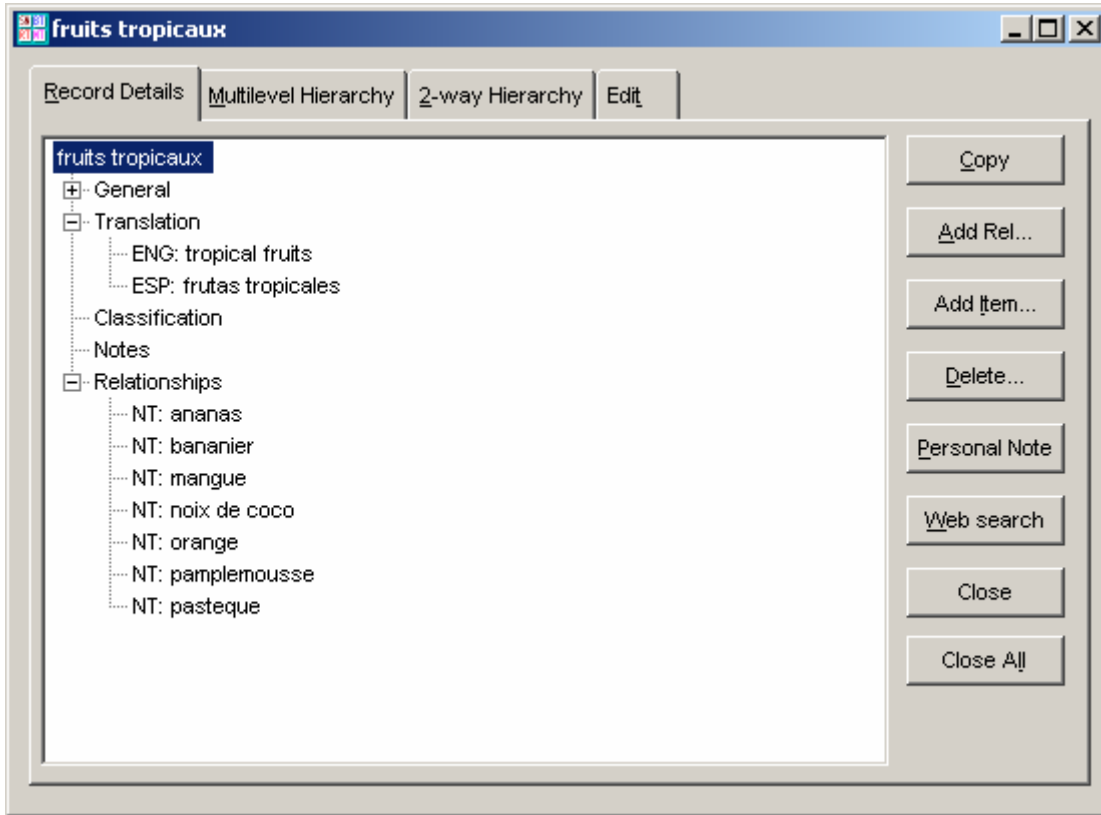 fruits tropicaux
Record Details Multilevel Hierarchy 2-way Hierarchy Edit
fruits tropicaux
General
Translation
ENG: tropical fruits
ESP: frutas tropicales
Classification
Notes
Relationships
NT: ananas
NT: bananier
NT: mangue
NT: noix de coco
NT: orange
NT: pamplemousse
NT: pasteque
Copy
Add Rel...
Add Item...
Delete...
Personal Note
Web search
Close
Close All